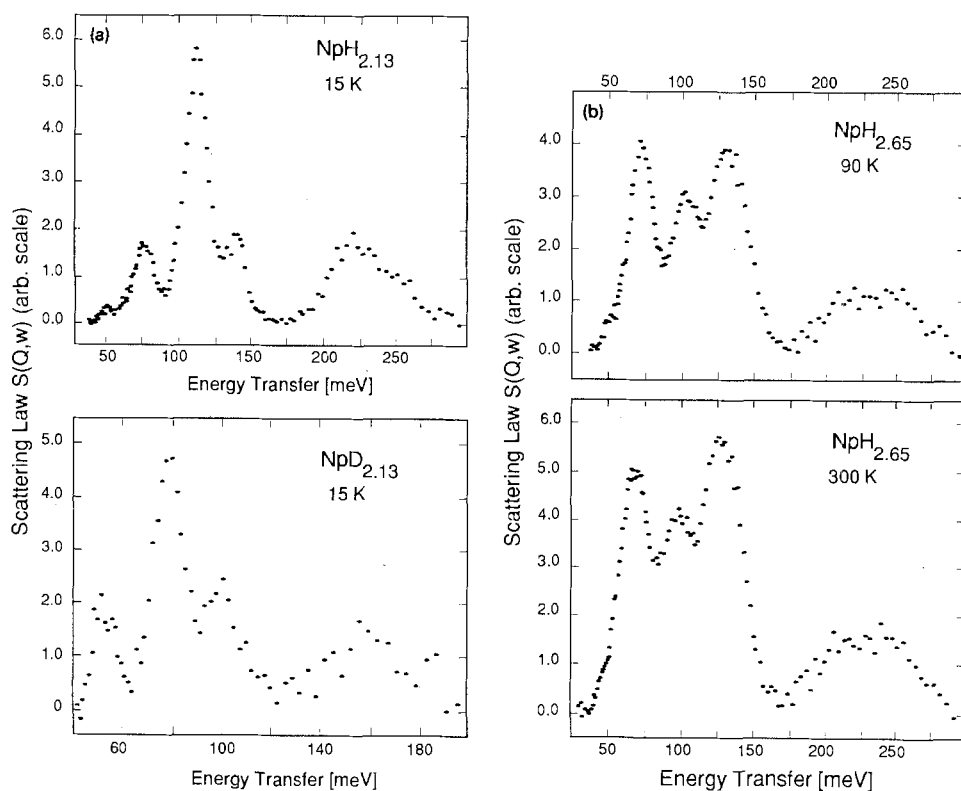 (a)
NpH2.13
15 K
6.0
5.0
4.0
3.0
2.0
1.0
0.0
50
100
150
200
250
Energy Transfer [meV]
NpD2.13
15 K
5.0
4.0
3.0
2.0
1.0
0
60
100
140
180
Energy Transfer [meV]
Scattering Law S(Q,w) (arb. scale)
50
100
150
200
250
(b)
NpH2.65
90 K
4.0
3.0
2.0
1.0
0.0
NpH2.65
300 K
6.0
5.0
4.0
3.0
2.0
1.0
0.0
50
100
150
200
250
Energy Transfer [meV]
Scattering Law S(Q,w) (arb. scale)